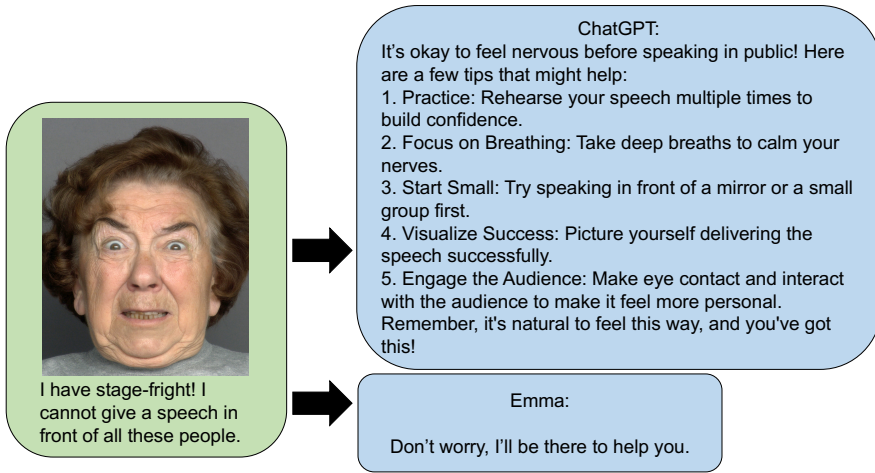 I have stage-fright! I
cannot give a speech in
front of all these people.
ChatGPT:
It's okay to feel nervous before speaking in public! Here
are a few tips that might help:
1. Practice: Rehearse your speech multiple times to
build confidence.
2. Focus on Breathing: Take deep breaths to calm your
nerves.
3. Start Small: Try speaking in front of a mirror or a small
group first.
4. Visualize Success: Picture yourself delivering the
speech successfully.
5. Engage the Audience: Make eye contact and interact
with the audience to make it feel more personal.
Remember, it's natural to feel this way, and you've got
this!
Emma:
Don't worry, I'll be there to help you.